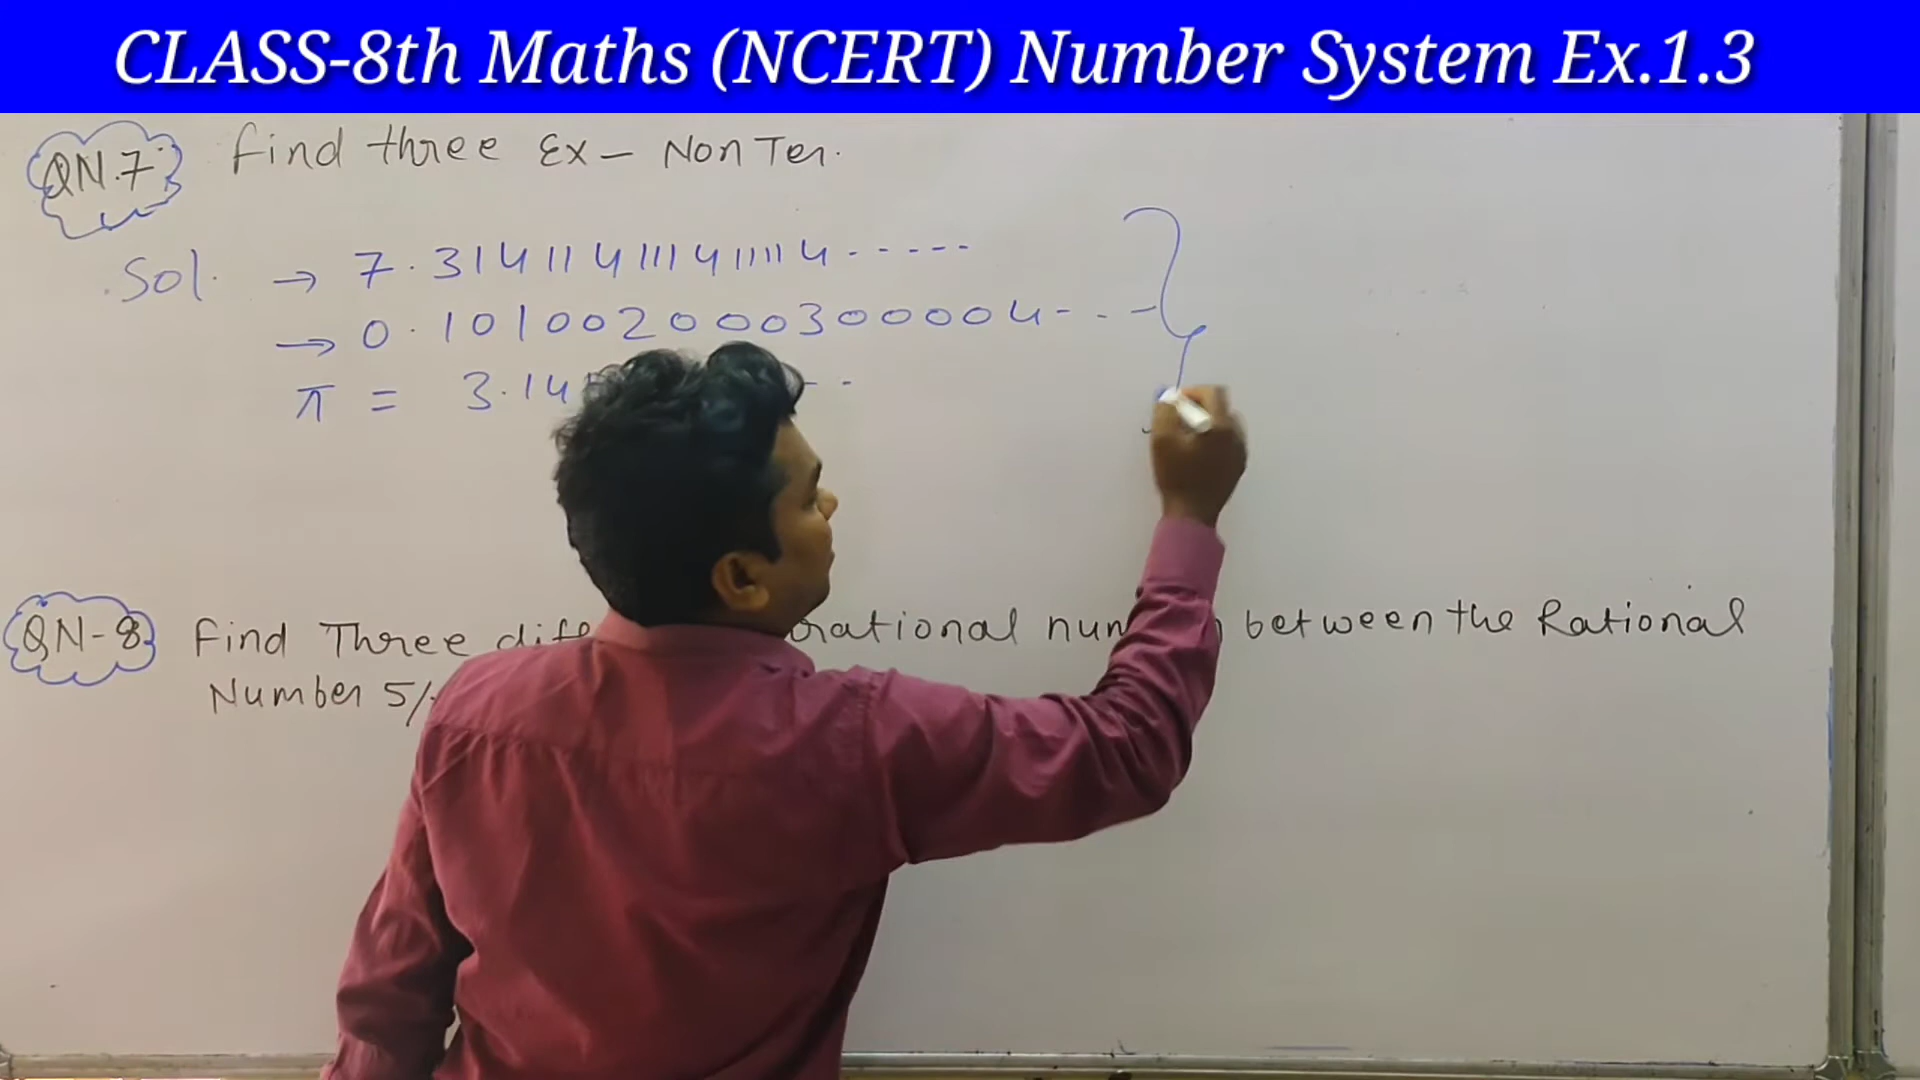 CLASS-8th Maths (NCERT) Number System Ex.1.3
QN.7 Find three Ex – Non Ter.
Sol. → 7.314114111411114-----
→ 0.101002000300004---
π = 3.14
QN-8 Find Three rational between the Rational
Number 5/